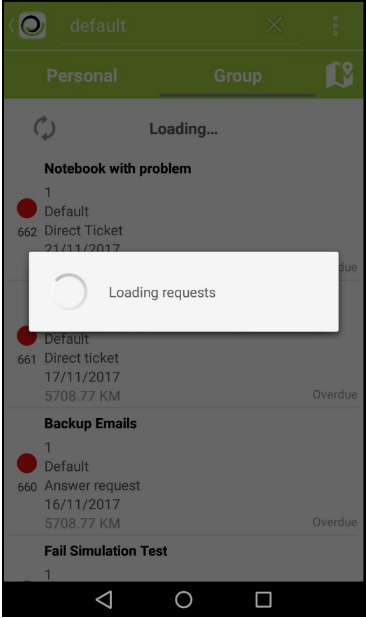 default
Personal Group
Loading...
Notebook with problem
1
Default
662 Direct Ticket
21/11/2017
due
Loading requests
Default
661 Direct ticket
17/11/2017
5708.77 KM Overdue
Backup Emails
1
Default
660 Answer request
16/11/2017
5708.77 KM Overdue
Fail Simulation Test
1